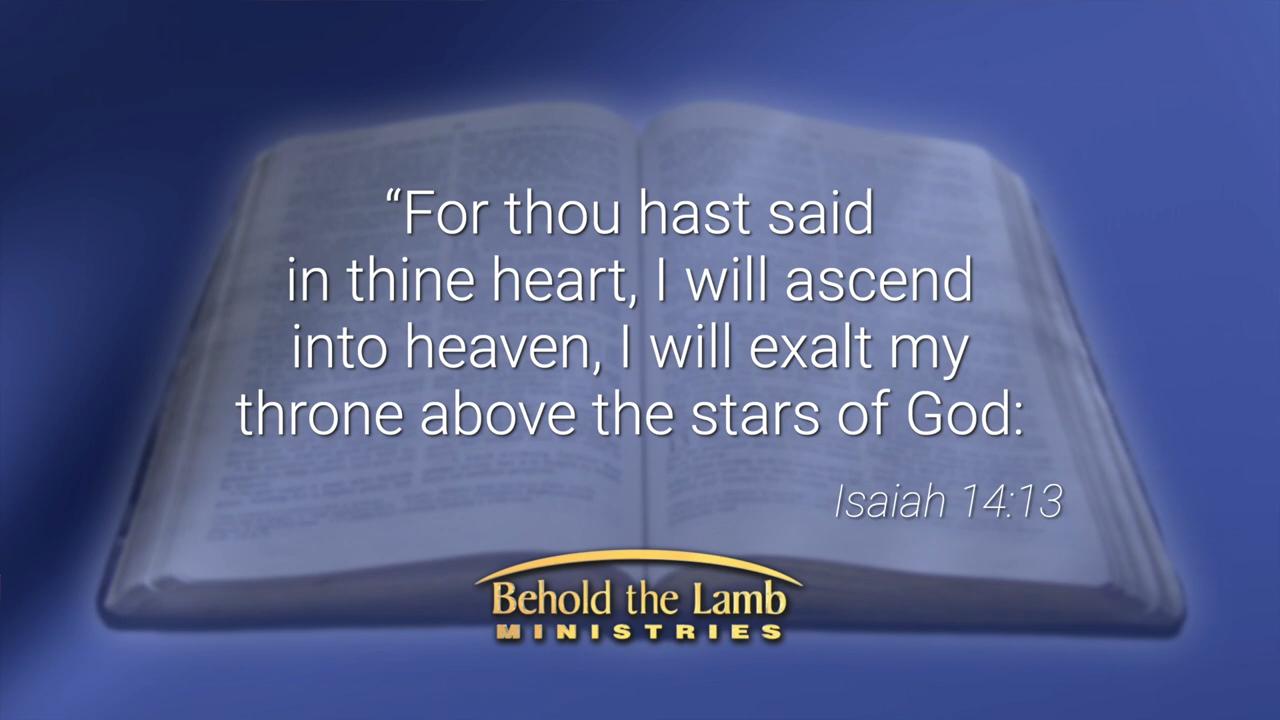 “For thou hast said
in thine heart, I will ascend
into heaven, I will exalt my
throne above the stars of God:
Isaiah 14:13
Behold the Lamb
MINISTRIES